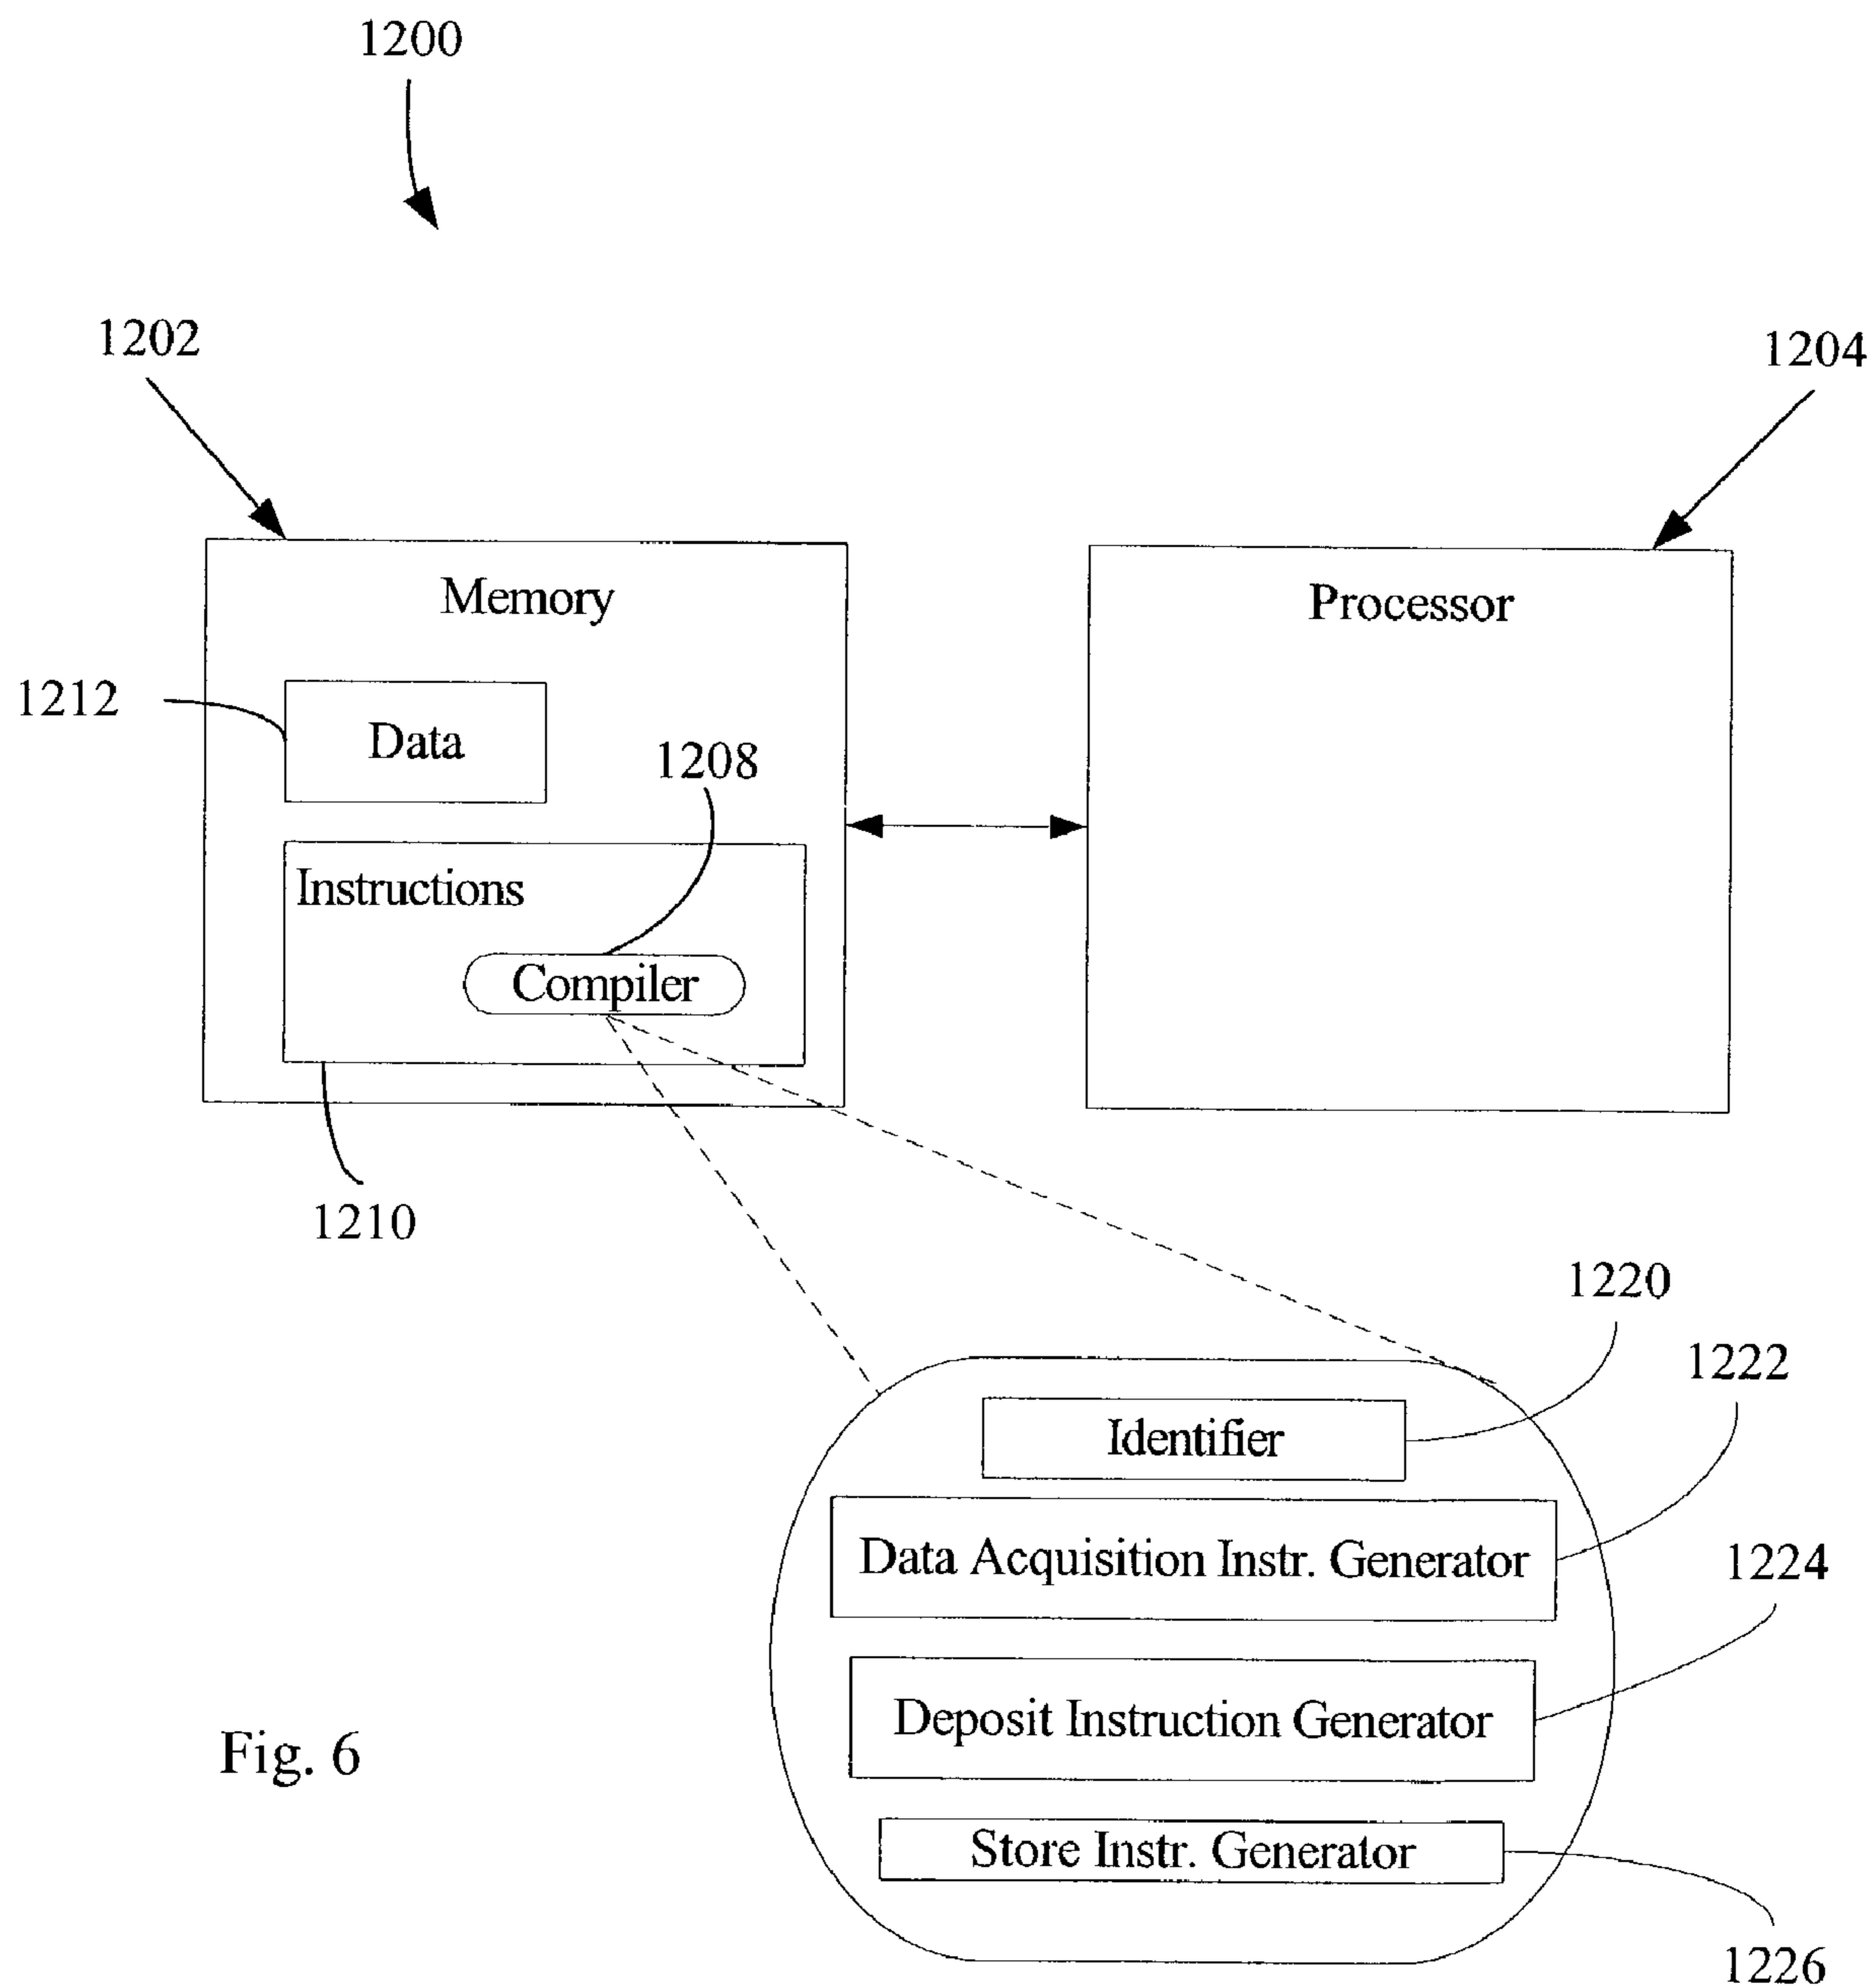 1200
1202
1204
Memory
Processor
1212
Data
1208
Instructions
Compiler
1210
1220
1222
Identifier
Data Acquisition Instr. Generator
1224
Deposit Instruction Generator
Fig. 6
Store Instr. Generator
1226